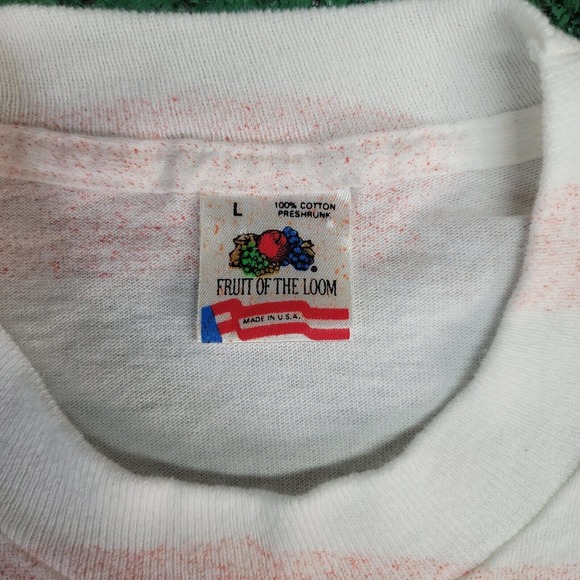 L
100% COTTON
PRESHRUNK
®
FRUIT OF THE LOOM
MADE IN U.S.A.